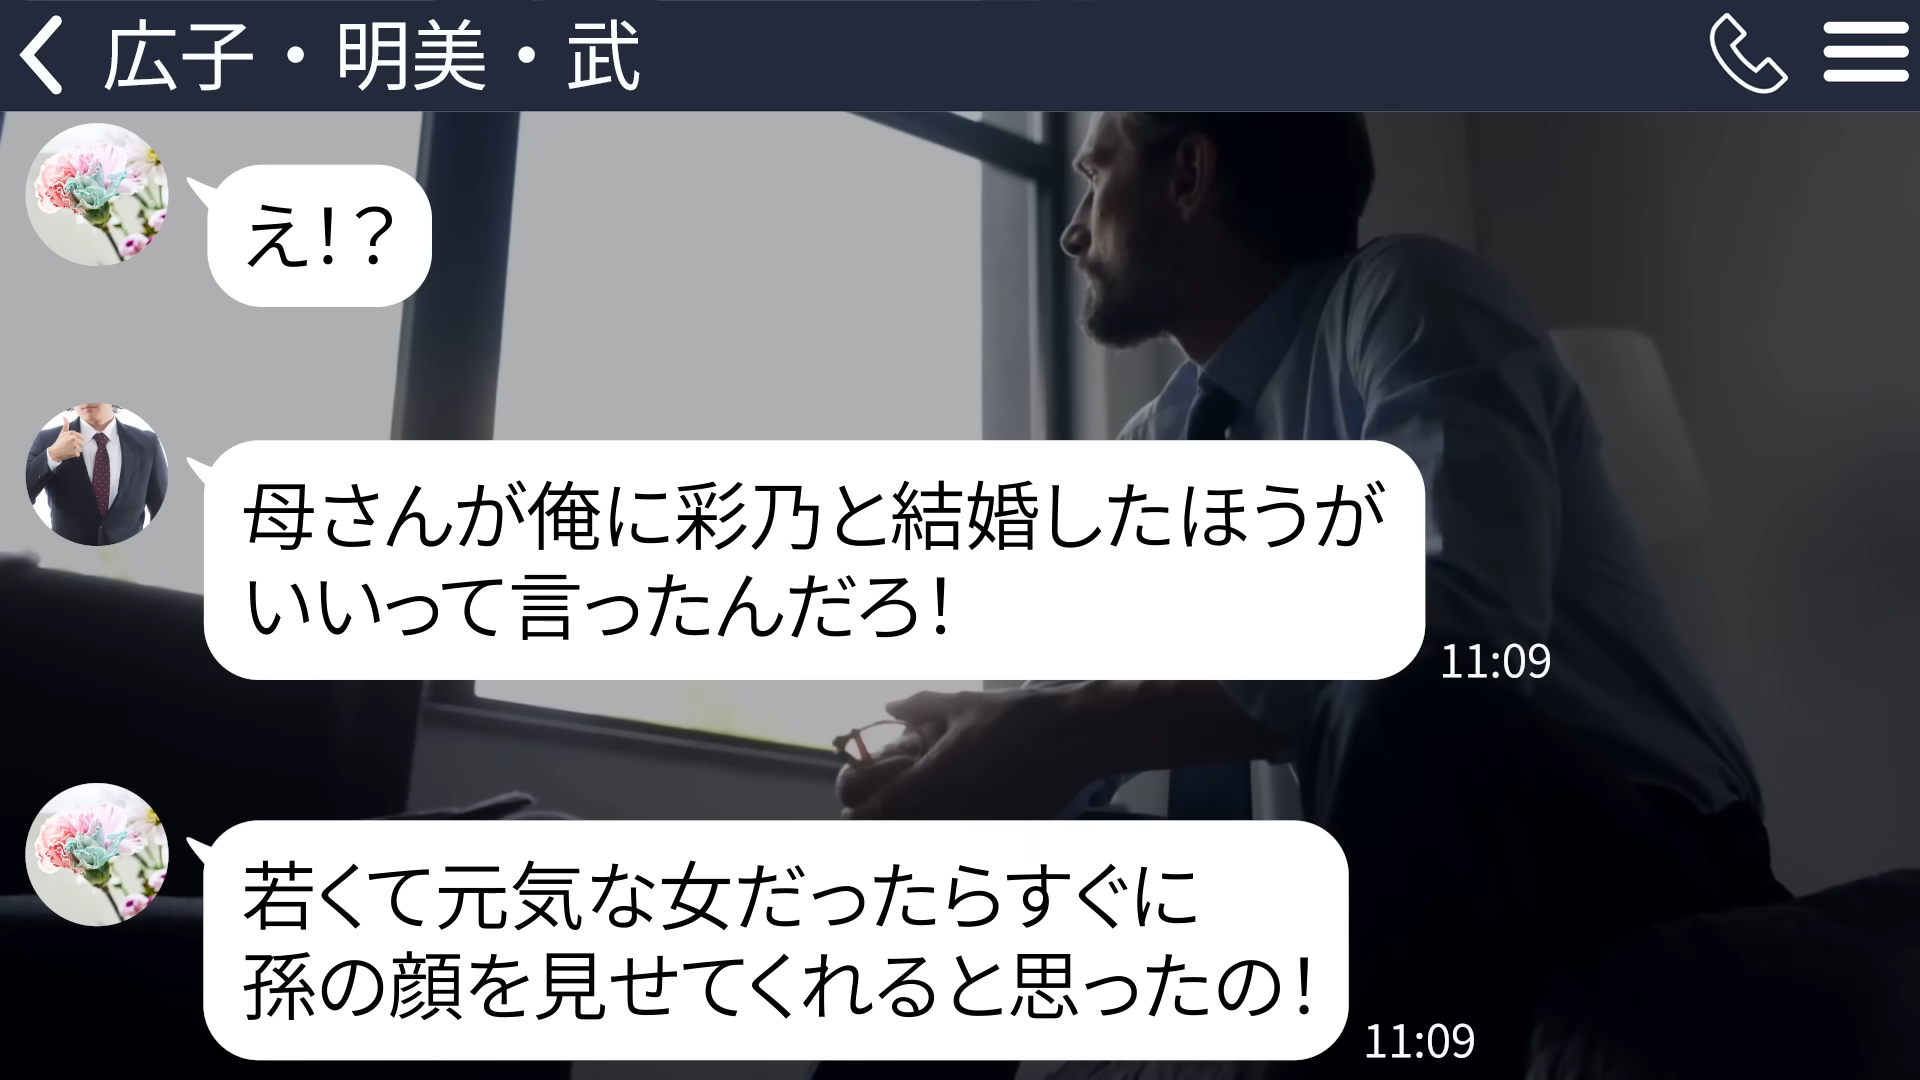 広子・明美・武
え!?
母さんが俺に彩乃と結婚したほうが
いいって言ったんだろ!
11:09
若くて元気な女だったらすぐに
孫の顔を見せてくれると思ったの!
11:09